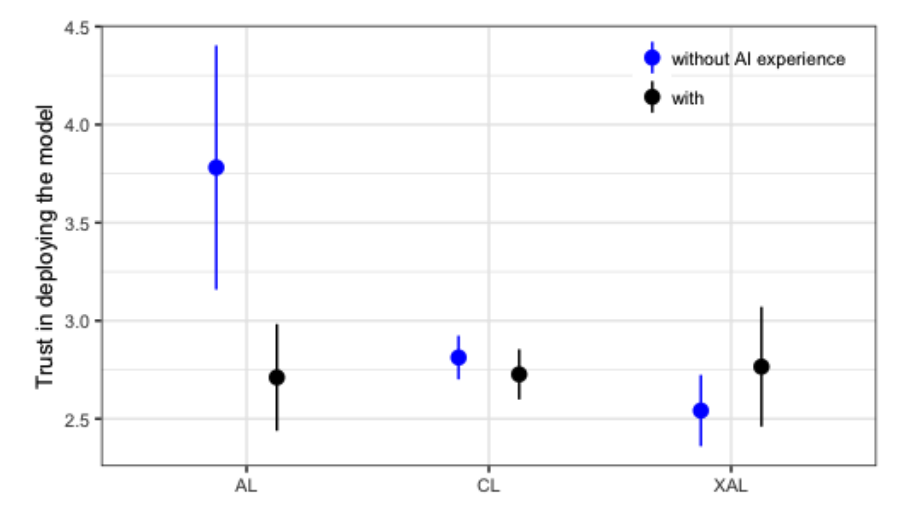 4.5
4.0
3.5
3.0
2.5
Trust in deploying the model
without AI experience
with
AL CL XAL